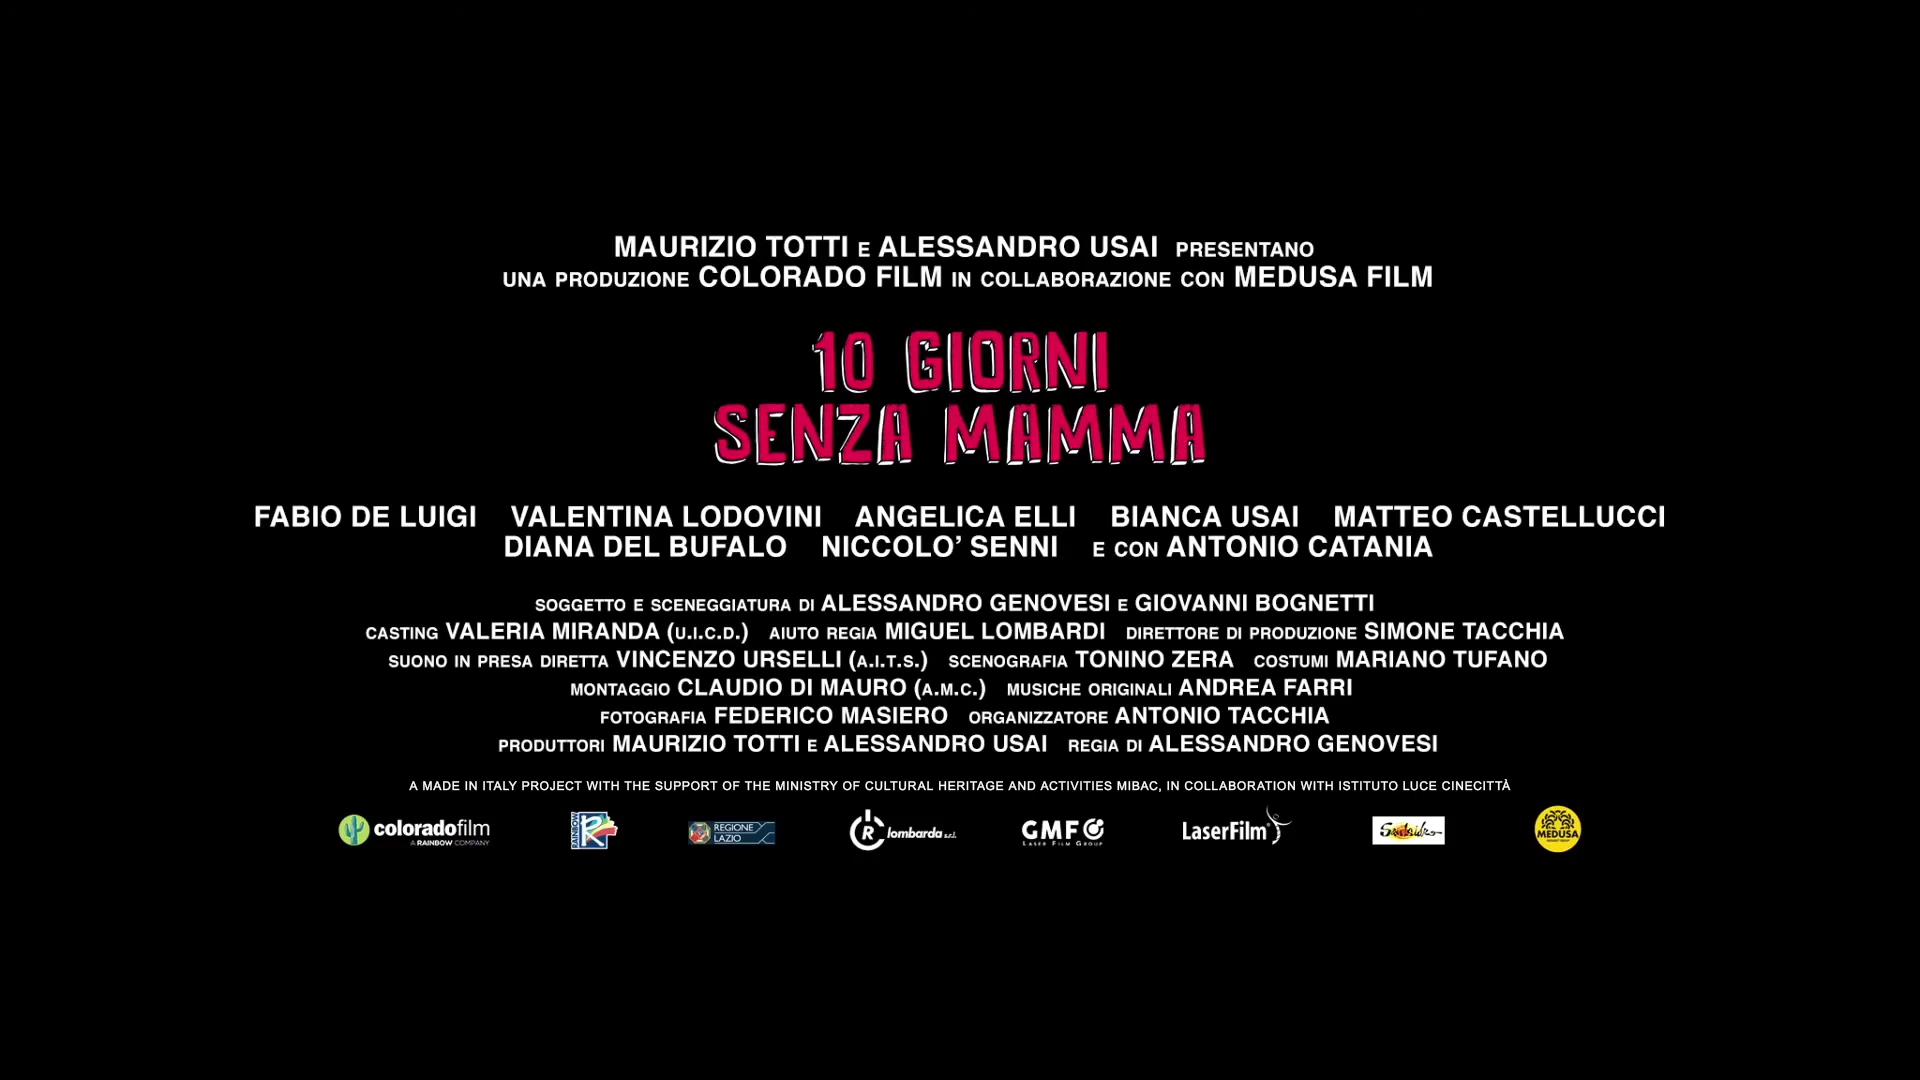 MAURIZIO TOTTI E ALESSANDRO USAI PRESENTANO
UNA PRODUZIONE COLORADO FILM IN COLLABORAZIONE CON MEDUSA FILM
10 GIORNI
SENZA MAMMA
FABIO DE LUIGI VALENTINA LODOVINI ANGELICA ELLI BIANCA USAI MATTEO CASTELLUCCI
DIANA DEL BUFALO NICCOLO’ SENNI E CON ANTONIO CATANIA
SOGGETTO E SCENEGGIATURA DI ALESSANDRO GENOVESI E GIOVANNI BOGNETTI
CASTING VALERIA MIRANDA (U.I.C.D.) AIUTO REGIA MIGUEL LOMBARDI DIRETTORE DI PRODUZIONE SIMONE TACCHIA
SUONO IN PRESA DIRETTA VINCENZO URSELLI (A.I.T.S.) SCENOGRAFIA TONINO ZERA COSTUMI MARIANO TUFANO
MONTAGGIO CLAUDIO DI MAURO (A.M.C.) MUSICHE ORIGINALI ANDREA FARRI
FOTOGRAFIA FEDERICO MASIERO ORGANIZZATORE ANTONIO TACCHIA
PRODUTTORI MAURIZIO TOTTI E ALESSANDRO USAI REGIA DI ALESSANDRO GENOVESI
A MADE IN ITALY PROJECT WITH THE SUPPORT OF THE MINISTRY OF CULTURAL HERITAGE AND ACTIVITIES MIBAC, IN COLLABORATION WITH ISTITUTO LUCE CINECITTÀ
coloradofilm
A RAINBOW COMPANY
RAINBOW R
REGIONE
LAZIO
R lombarda s.r.l.
GMF
LASER FILM GROUP
LaserFilm®
MEDUSA